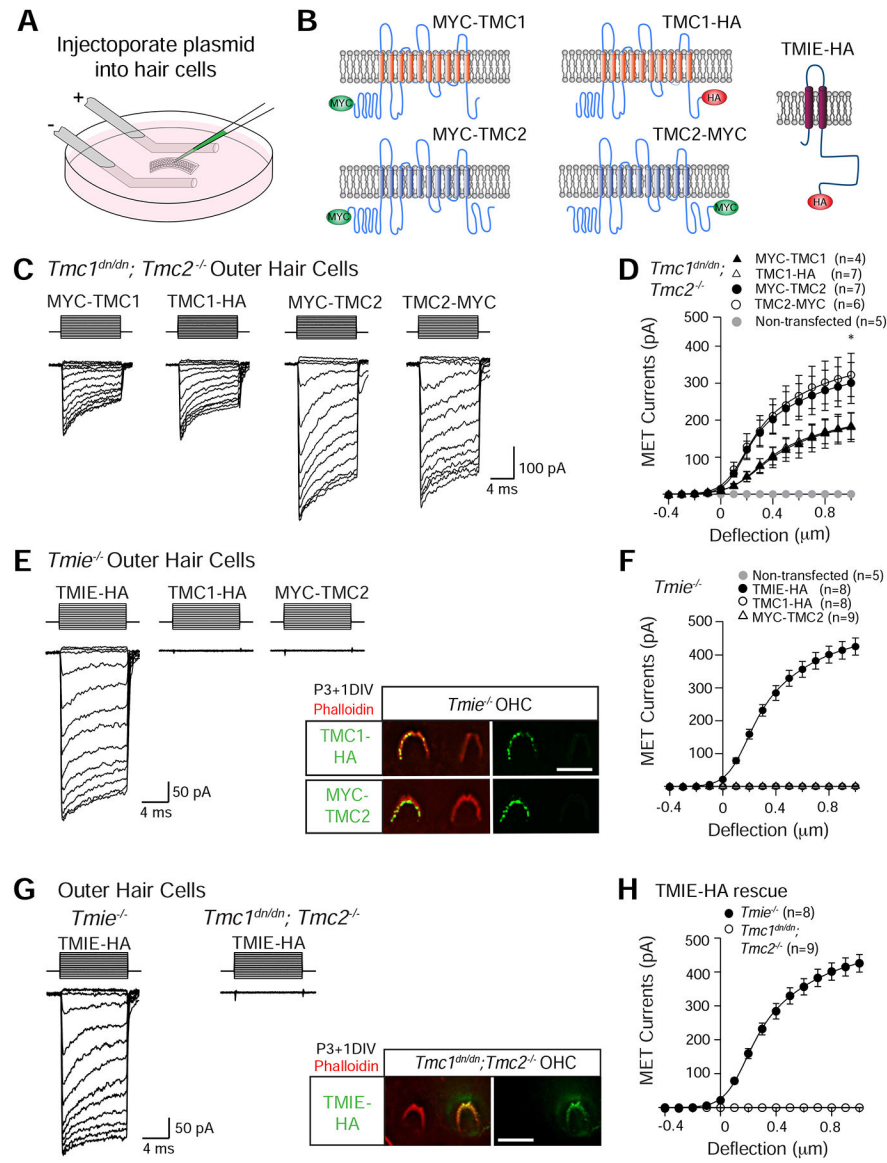 A
Injectoporate plasmid
into hair cells
+
-
B
MYC-TMC1
MYC
TMC1-HA
HA
TMIE-HA
HA
MYC-TMC2
MYC
TMC2-MYC
MYC
C
Tmc1dn/dn; Tmc2-/- Outer Hair Cells
MYC-TMC1
TMC1-HA
MYC-TMC2
TMC2-MYC
100 pA
4 ms
D
Tmc1dn/dn;
Tmc2-/-
MYC-TMC1 (n=4)
TMC1-HA (n=7)
MYC-TMC2 (n=7)
TMC2-MYC (n=6)
Non-transfected (n=5)
MET Currents (pA)
500
400
300
200
100
*
-0.4 0 0.4 0.8
Deflection (μm)
E
Tmie-/- Outer Hair Cells
TMIE-HA
TMC1-HA
MYC-TMC2
50 pA
4 ms
P3+1DIV
Phalloidin
Tmie-/- OHC
TMC1-
HA
MYC-
TMC2
F
Tmie-/-
Non-transfected (n=5)
TMIE-HA (n=8)
TMC1-HA (n=8)
MYC-TMC2 (n=9)
MET Currents (pA)
500
400
300
200
100
-0.4 0 0.4 0.8
Deflection (μm)
G
Outer Hair Cells
Tmie-/-
TMIE-HA
Tmc1dn/dn; Tmc2-/-
TMIE-HA
50 pA
4 ms
P3+1DIV
Phalloidin
Tmc1dn/dn;Tmc2-/- OHC
TMIE-
HA
H
TMIE-HA rescue
Tmie-/- (n=8)
Tmc1dn/dn;
Tmc2-/- (n=9)
MET Currents (pA)
500
400
300
200
100
0
-0.4 0 0.4 0.8
Deflection (μm)